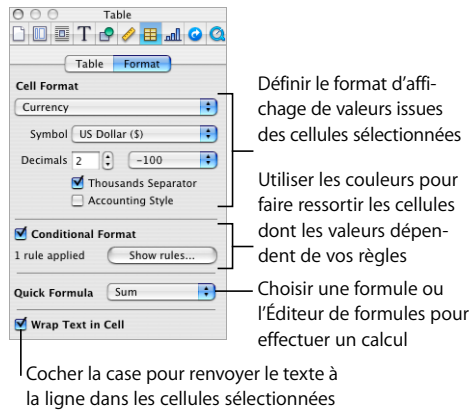 Table
Table Format
Cell Format
Currency
Symbol US Dollar ($)
Decimals 2 -100
Thousands Separator
Accounting Style
Conditional Format
1 rule applied Show rules...
Quick Formula Sum
Wrap Text in Cell
Définir le format d’affi-
chage de valeurs issues
des cellules sélectionnées
Utiliser les couleurs pour
faire ressortir les cellules
dont les valeurs dépen-
dent de vos règles
Choisir une formule ou
l’Éditeur de formules pour
effectuer un calcul
Cocher la case pour renvoyer le texte à
la ligne dans les cellules sélectionnées